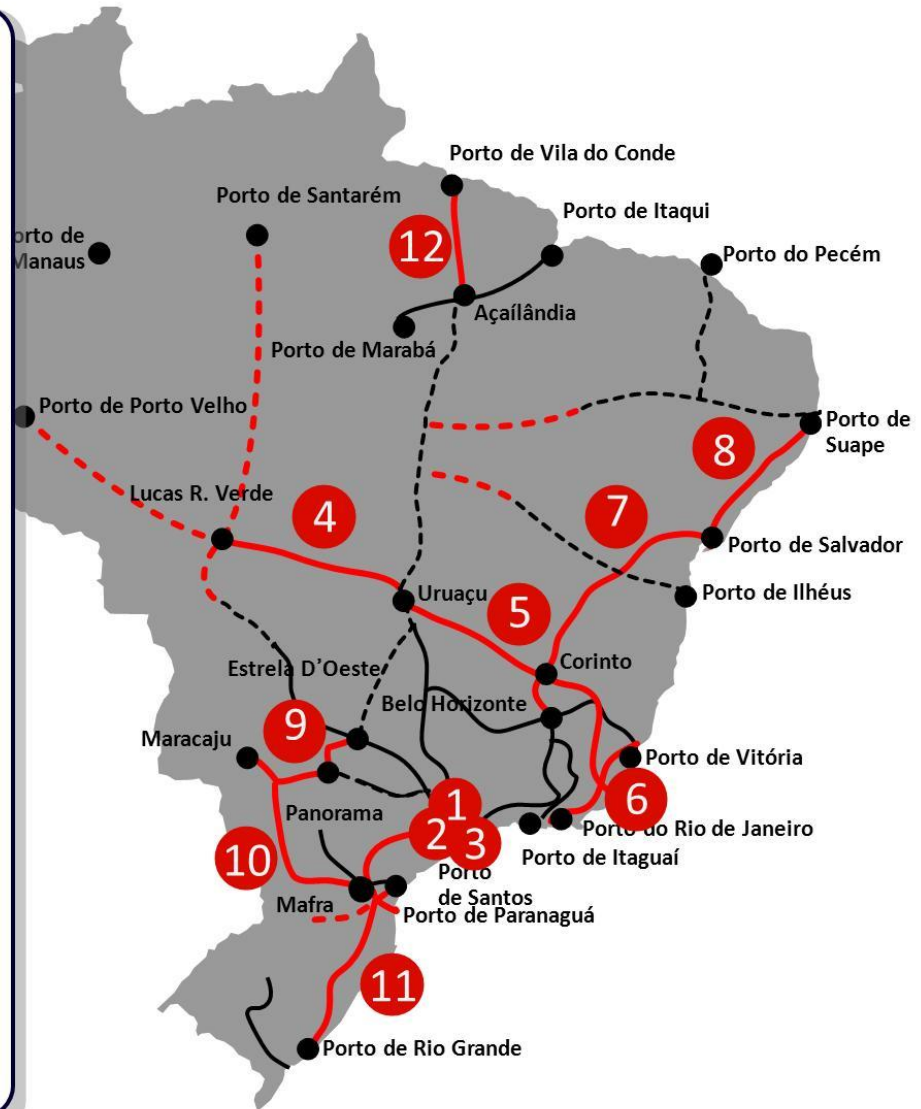 Porto de Vila do Conde
Porto de Santarém
Porto de Itaqui
orto de
Manaus
12
Porto do Pecém
Açaílândia
Porto de Marabá
Porto de Porto Velho
Porto de
Suape
8
Lucas R. Verde
4
7
Porto de Salvador
Uruaçu
5
Porto de Ilhéus
Estrela D'Oeste
Corinto
Belo Horizonte
9
Maracaju
Porto de Vitória
1
6
Panorama
2
3
Porto do Rio de Janeiro
10
Porto de Itaguaí
Porto
de Santos
Mafra
Porto de Paranaguá
11
Porto de Rio Grande